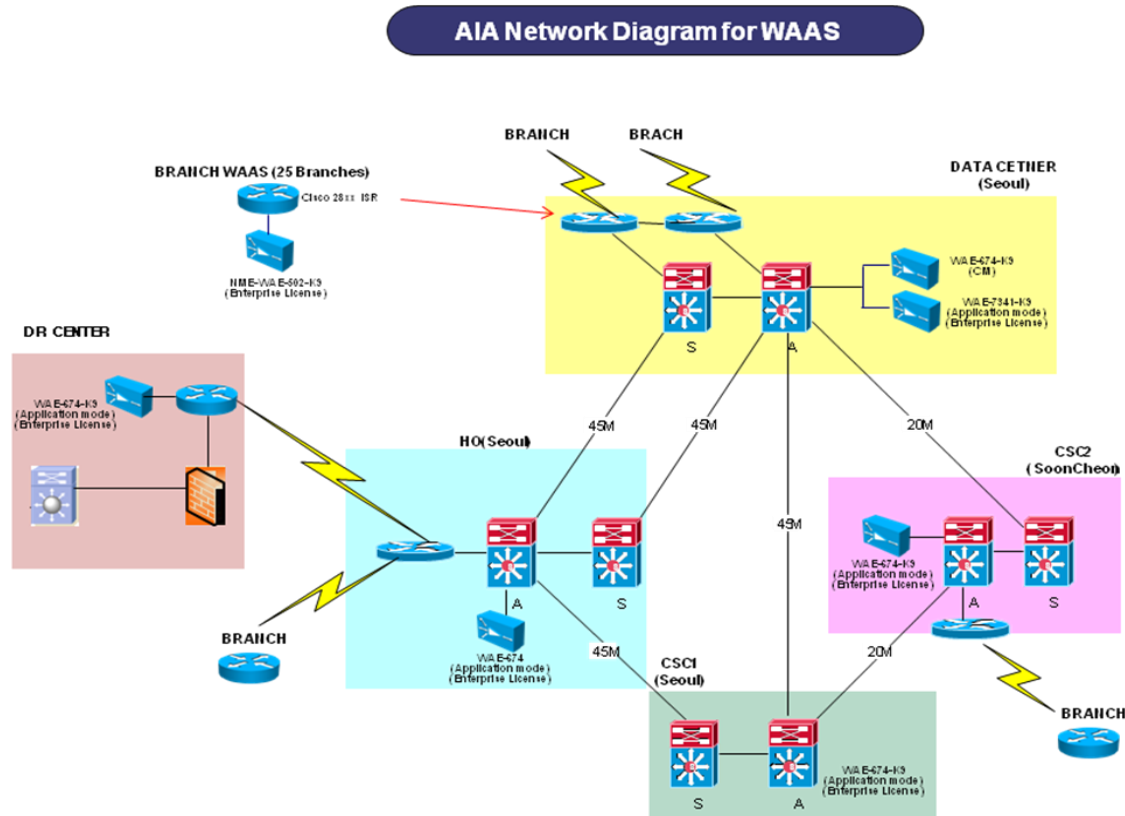 AIA Network Diagram for WAAS
BRANCH
BRACH
BRANCH WAAS (25 Branches)
Cisco 28xx ISR
NME-WAE-502-K9
(Enterprise License)
DATA CETNER
(Seoul)
WAE-674-K9
(CM)
WAE-7341-K9
(Application mode)
(Enterprise License)
S
A
DR CENTER
WAE-674-K9
(Application mode)
(Enterprise License)
45M
45M
20M
45M
HO(Seoul)
A
S
WAE-674
(Application mode)
(Enterprise License)
BRANCH
45M
CSC2
(SoonCheon)
WAE-674-K9
(Application mode)
(Enterprise License)
A
S
20M
BRANCH
CSC1
(Seoul)
S
A
WAE-674-K9
(Application mode)
(Enterprise License)